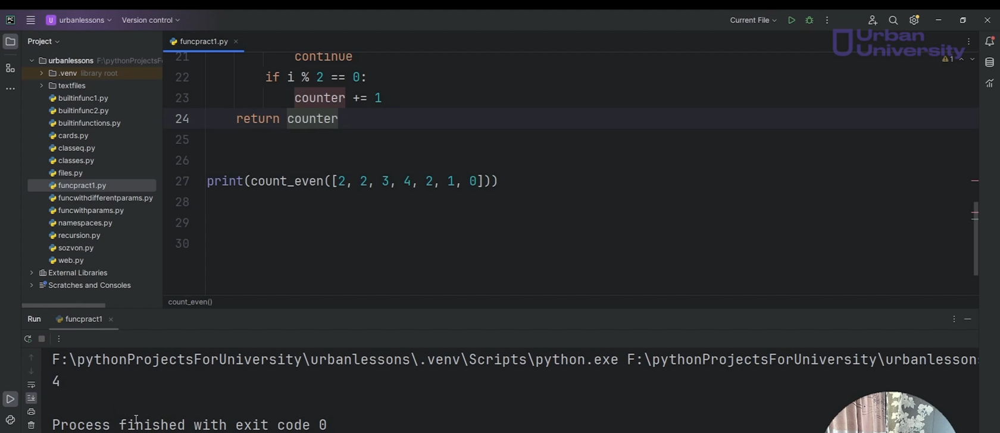 urbanlessons
Version control
Current File
Urban
University
Project
funcpract1.py
urbanlessons F:\pythonProjectsF
.venv library root
textfiles
builtinfunc1.py
builtinfunc2.py
builtinfunctions.py
cards.py
classeq.py
classes.py
files.py
funcpract1.py
funcwithdifferentparams.py
funcwithparams.py
namespaces.py
recursion.py
sozvon.py
web.py
External Libraries
Scratches and Consoles
1
21 continue
22 if i % 2 == 0:
23 counter += 1
24 return counter
25
26
27 print(count_even([2, 2, 3, 4, 2, 1, 0]))
28
29
30
count_even()
Run funcpract1
F:\pythonProjectsForUniversity\urbanlessons\.venv\Scripts\python.exe F:\pythonProjectsForUniversity\urbanlesson
4
Process finished with exit code 0